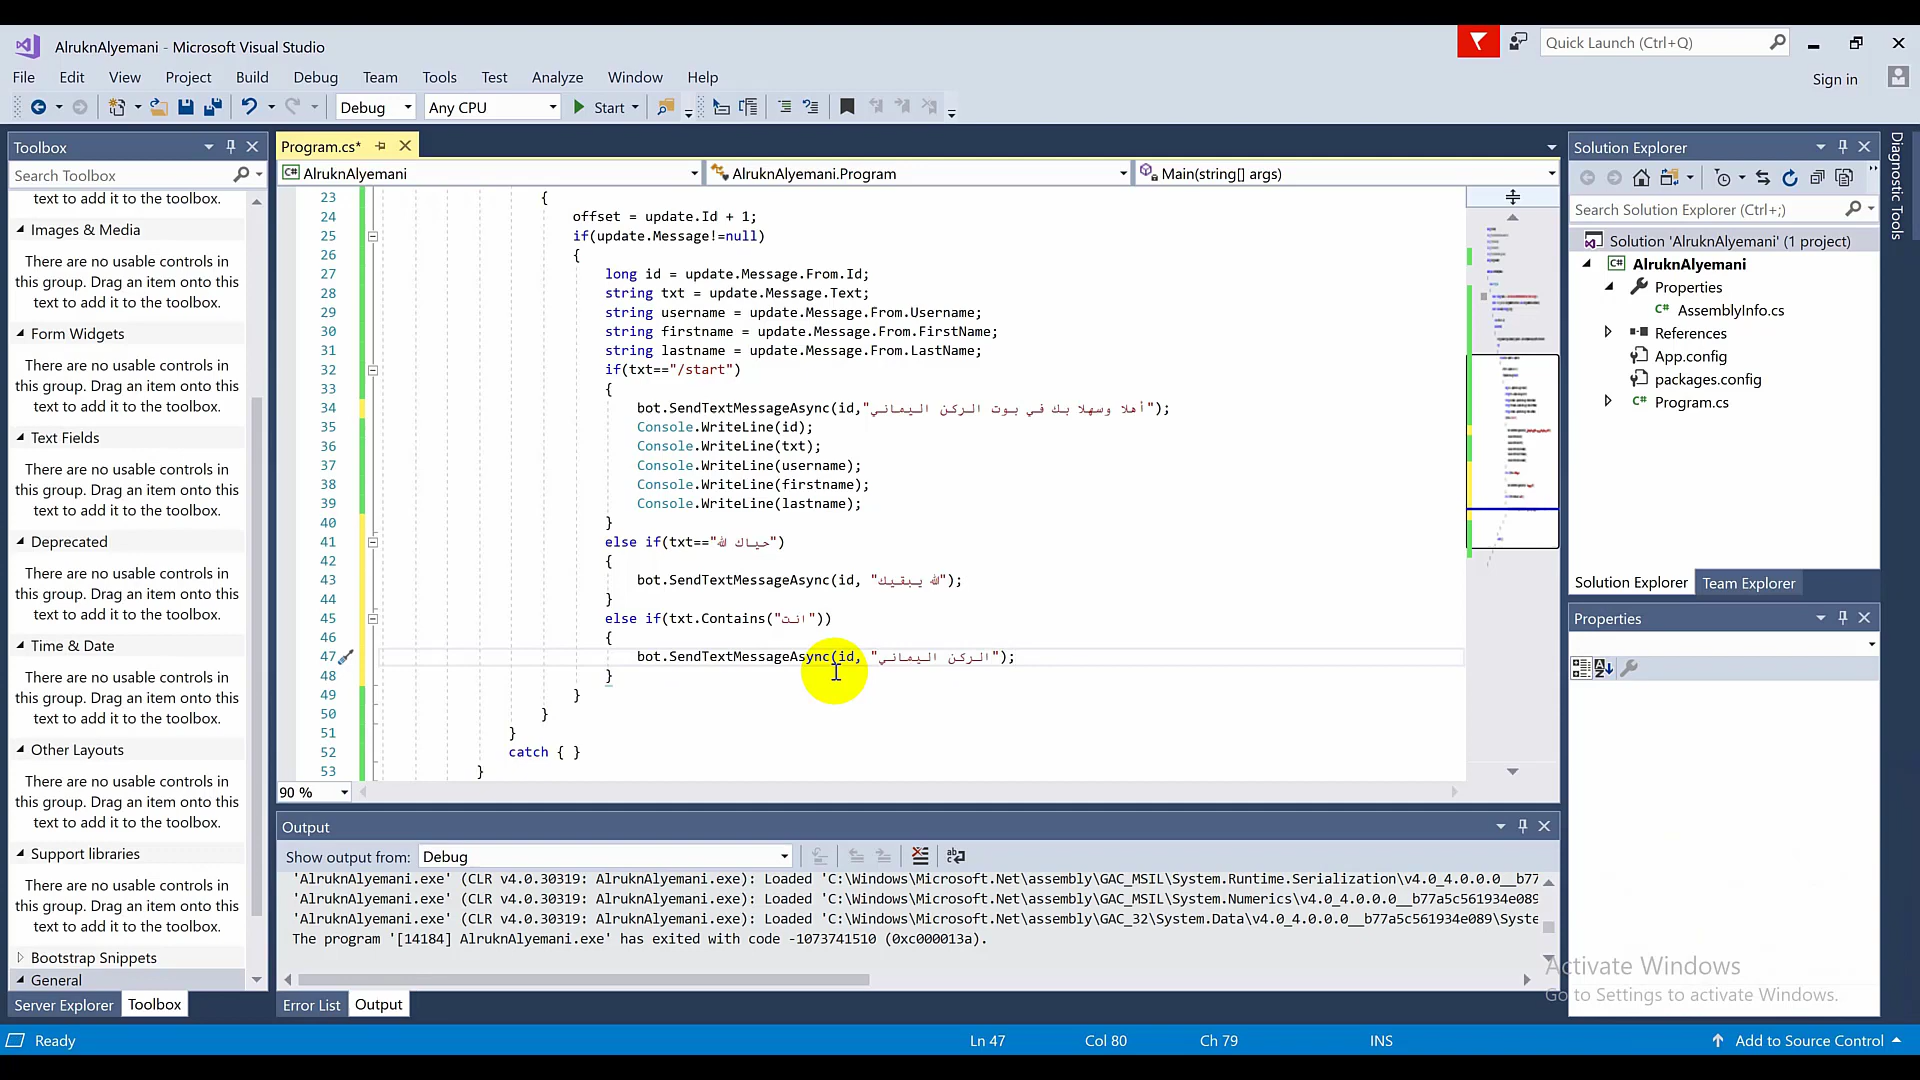 AlruknAlyemani - Microsoft Visual Studio
Quick Launch (Ctrl+Q)
File Edit View Project Build Debug Team Tools Test Analyze Window Help
Sign in
Debug Any CPU Start
Toolbox
Search Toolbox
text to add to the toolbox.
Images & Media
There are no usable controls in
this group. Drag an item onto this
text to add it to the toolbox.
Form Widgets
There are no usable controls in
this group. Drag an item onto this
text to add it to the toolbox.
Text Fields
There are no usable controls in
this group. Drag an item onto this
text to add it to the toolbox.
Deprecated
There are no usable controls in
this group. Drag an item onto this
text to add it to the toolbox.
Time & Date
There are no usable controls in
this group. Drag an item onto this
text to add it to the toolbox.
Other Layouts
There are no usable controls in
this group. Drag an item onto this
text to add it to the toolbox.
Support libraries
There are no usable controls in
this group. Drag an item onto this
text to add it to the toolbox.
Bootstrap Snippets
General
Server Explorer Toolbox
Program.cs*
AlruknAlyemani AlruknAlyemani.Program Main(string[] args)
23 {
24 offset = update.Id + 1;
25 if(update.Message!=null)
26 {
27 long id = update.Message.From.Id;
28 string txt = update.Message.Text;
29 string username = update.Message.From.Username;
30 string firstname = update.Message.From.FirstName;
31 string lastname = update.Message.From.LastName;
32 if(txt=="/start")
33 {
34 bot.SendTextMessageAsync(id,"أهلا وسهلا بك في بوت الركن اليماني");
35 Console.WriteLine(id);
36 Console.WriteLine(txt);
37 Console.WriteLine(username);
38 Console.WriteLine(firstname);
39 Console.WriteLine(lastname);
40 }
41 else if(txt=="حياك الله")
42 {
43 bot.SendTextMessageAsync(id, "الله يبقيك");
44 }
45 else if(txt.Contains("انت"))
46 {
47 bot.SendTextMessageAsync(id, "الركن اليماني");
48 }
49 }
50 }
51 }
52 catch { }
53 }
90 %
Output
Show output from: Debug
'AlruknAlyemani.exe' (CLR v4.0.30319: AlruknAlyemani.exe): Loaded 'C:\Windows\Microsoft.Net\assembly\GAC_MSIL\System.Runtime.Serialization\v4.0_4.0.0.0__b77
'AlruknAlyemani.exe' (CLR v4.0.30319: AlruknAlyemani.exe): Loaded 'C:\Windows\Microsoft.Net\assembly\GAC_MSIL\System.Numerics\v4.0_4.0.0.0__b77a5c561934e089
'AlruknAlyemani.exe' (CLR v4.0.30319: AlruknAlyemani.exe): Loaded 'C:\Windows\Microsoft.Net\assembly\GAC_32\System.Data\v4.0_4.0.0.0__b77a5c561934e089\Syste
The program '[14184] AlruknAlyemani.exe' has exited with code -1073741510 (0xc000013a).
Error List Output
Solution Explorer
Search Solution Explorer (Ctrl+;)
Solution 'AlruknAlyemani' (1 project)
AlruknAlyemani
Properties
AssemblyInfo.cs
References
App.config
packages.config
Program.cs
Solution Explorer Team Explorer
Properties
Diagnostic Tools
Activate Windows
Go to Settings to activate Windows.
Ready Ln 47 Col 80 Ch 79 INS Add to Source Control